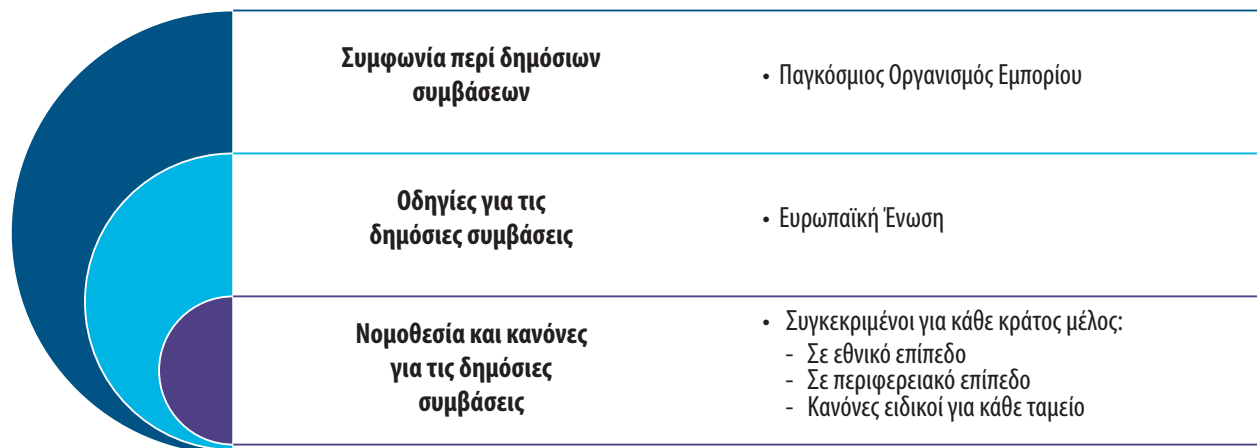 Συμφωνία περί δημόσιων
συμβάσεων
• Παγκόσμιος Οργανισμός Εμπορίου
Οδηγίες για τις
δημόσιες συμβάσεις
• Ευρωπαϊκή Ένωση
Νομοθεσία και κανόνες
για τις δημόσιες
συμβάσεις
• Συγκεκριμένοι για κάθε κράτος μέλος:
- Σε εθνικό επίπεδο
- Σε περιφερειακό επίπεδο
- Κανόνες ειδικοί για κάθε ταμείο